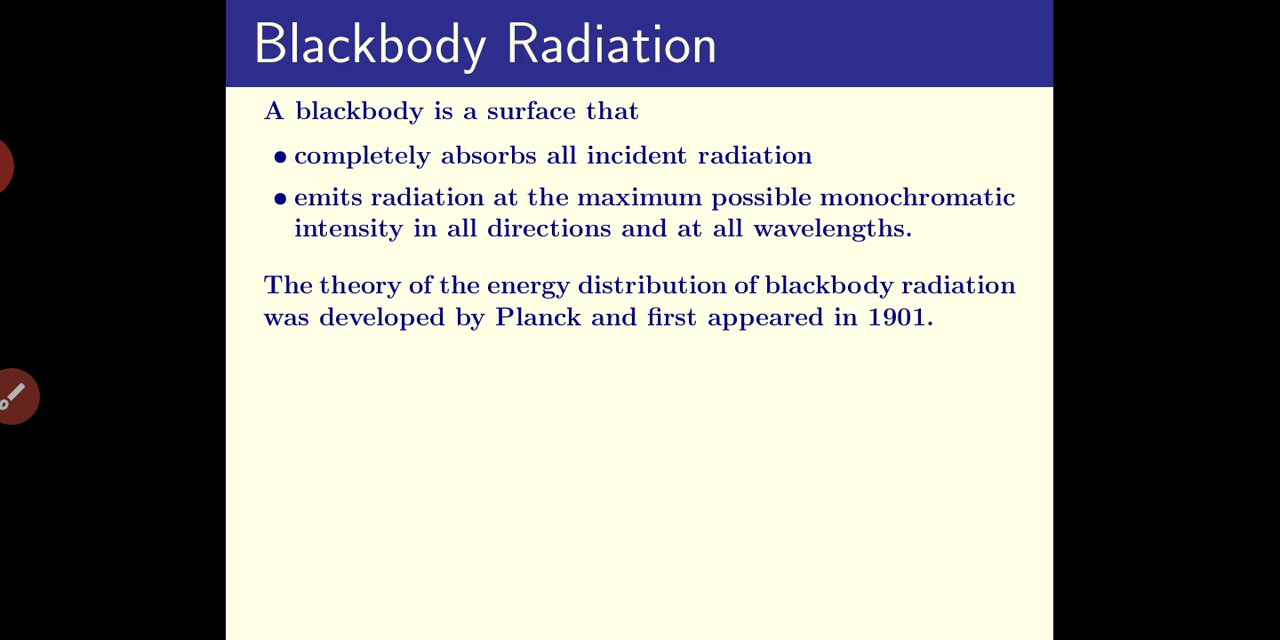 Blackbody Radiation
A blackbody is a surface that
• completely absorbs all incident radiation
• emits radiation at the maximum possible monochromatic
intensity in all directions and at all wavelengths.
The theory of the energy distribution of blackbody radiation
was developed by Planck and first appeared in 1901.